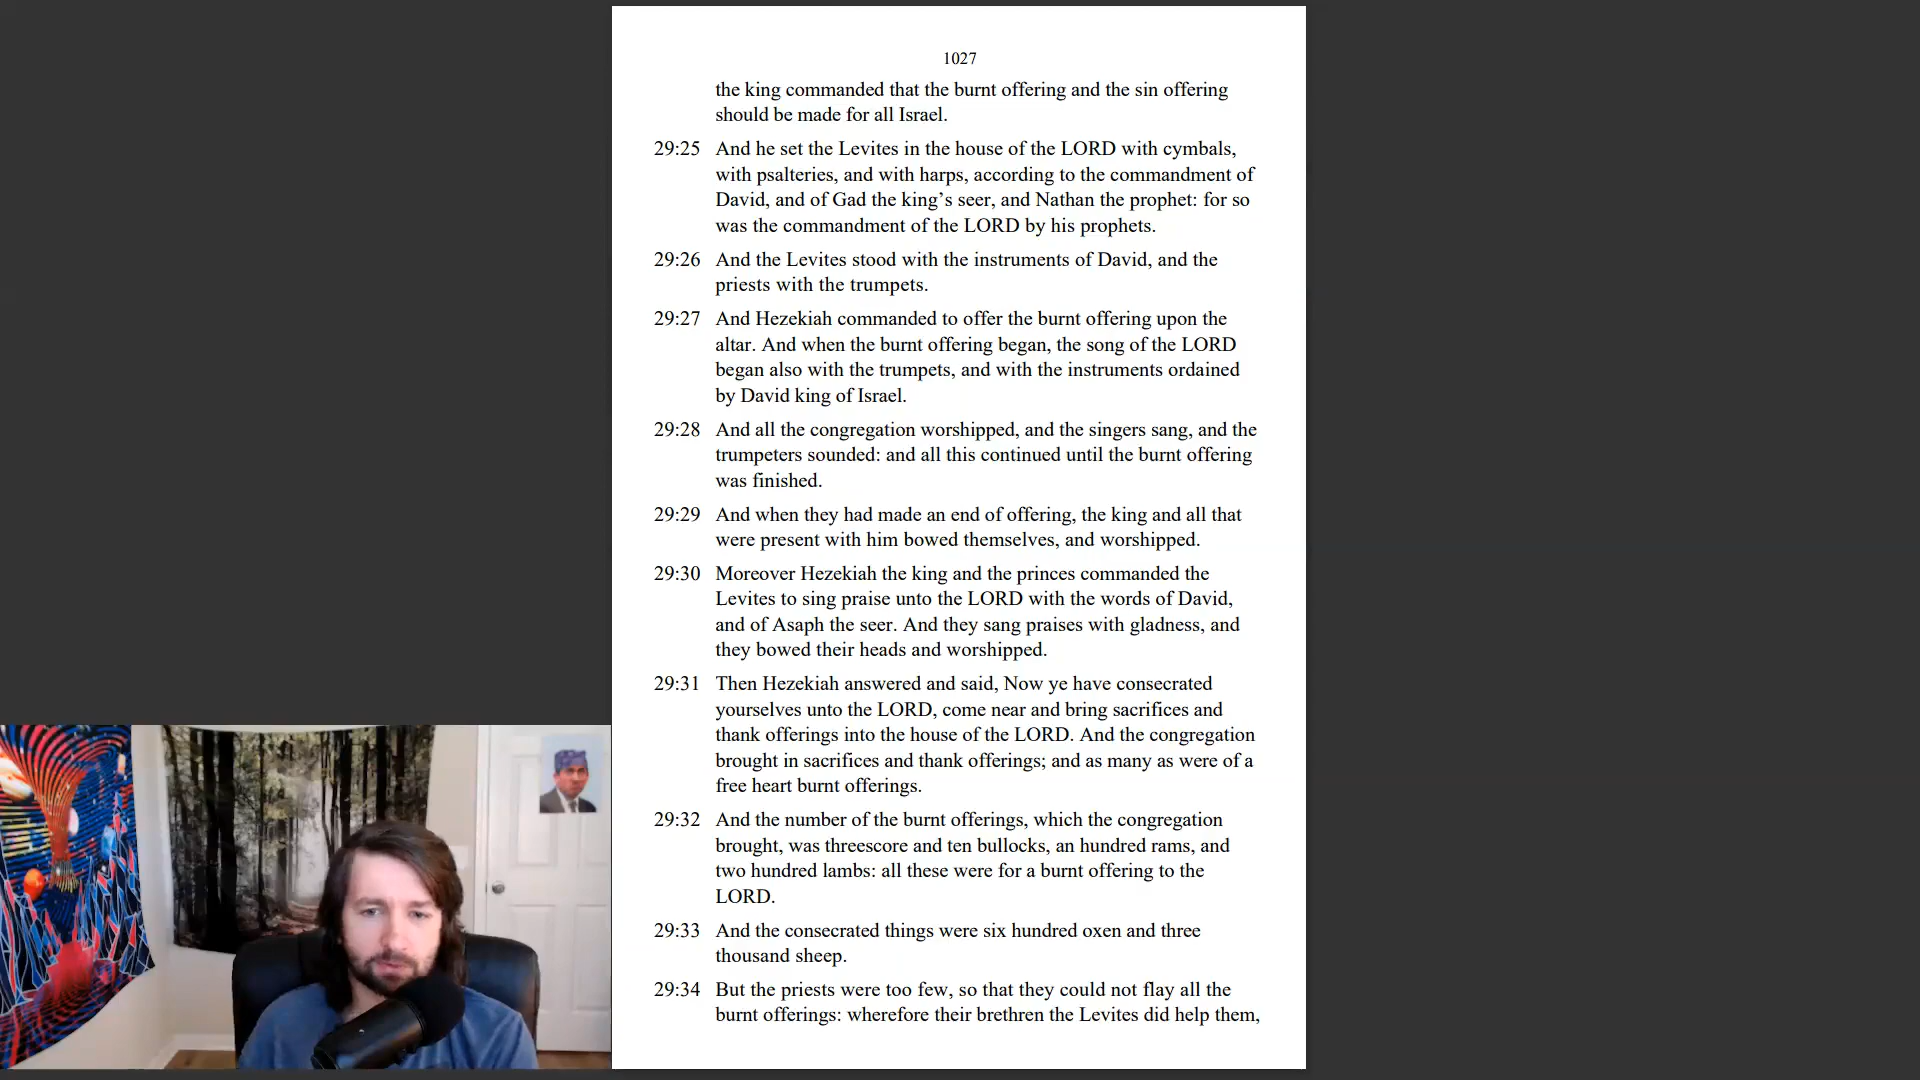 1027
the king commanded that the burnt offering and the sin offering
should be made for all Israel.
29:25 And he set the Levites in the house of the LORD with cymbals,
with psalteries, and with harps, according to the commandment of
David, and of Gad the king’s seer, and Nathan the prophet: for so
was the commandment of the LORD by his prophets.
29:26 And the Levites stood with the instruments of David, and the
priests with the trumpets.
29:27 And Hezekiah commanded to offer the burnt offering upon the
altar. And when the burnt offering began, the song of the LORD
began also with the trumpets, and with the instruments ordained
by David king of Israel.
29:28 And all the congregation worshipped, and the singers sang, and the
trumpeters sounded: and all this continued until the burnt offering
was finished.
29:29 And when they had made an end of offering, the king and all that
were present with him bowed themselves, and worshipped.
29:30 Moreover Hezekiah the king and the princes commanded the
Levites to sing praise unto the LORD with the words of David,
and of Asaph the seer. And they sang praises with gladness, and
they bowed their heads and worshipped.
29:31 Then Hezekiah answered and said, Now ye have consecrated
yourselves unto the LORD, come near and bring sacrifices and
thank offerings into the house of the LORD. And the congregation
brought in sacrifices and thank offerings; and as many as were of a
free heart burnt offerings.
29:32 And the number of the burnt offerings, which the congregation
brought, was threescore and ten bullocks, an hundred rams, and
two hundred lambs: all these were for a burnt offering to the
LORD.
29:33 And the consecrated things were six hundred oxen and three
thousand sheep.
29:34 But the priests were too few, so that they could not flay all the
burnt offerings: wherefore their brethren the Levites did help them,